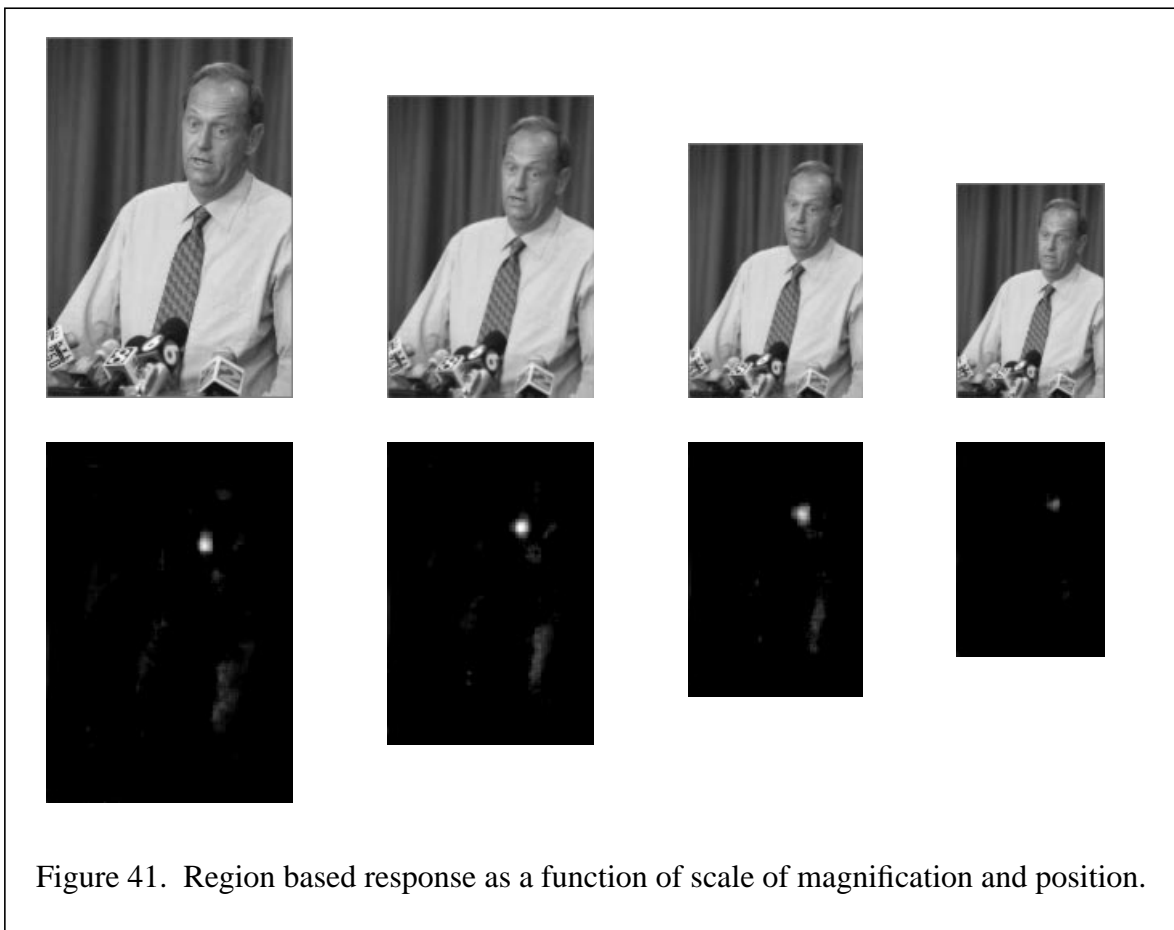 Figure 41. Region based response as a function of scale of magnification and position.